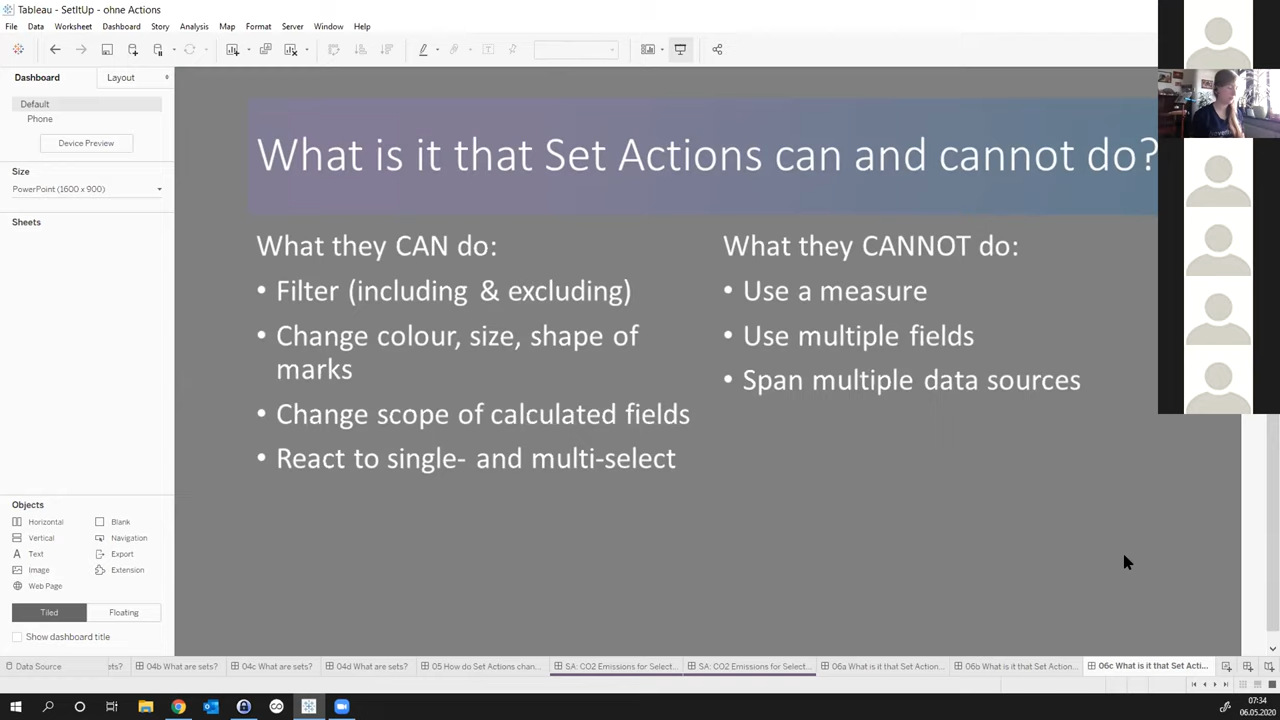 Tableau - SetItUp - ohne Actions
File Data Worksheet Dashboard Story Analysis Map Format Server Window Help
Dashboard Layout
Default
Phone
Device Preview
Size
PowerPoint (1600 x 900)
Sheets
What is it that Set Actions can and cannot do?
What they CAN do:
• Filter (including & excluding)
• Change colour, size, shape of
marks
• Change scope of calculated fields
• React to single- and multi-select
What they CANNOT do:
• Use a measure
• Use multiple fields
• Span multiple data sources
Objects
Horizontal Blank
Vertical Navigation
Text Export
Image Extension
Web Page
Tiled Floating
Show dashboard title
Data Source ets? 04b What are sets? 04c What are sets? 04d What are sets? 05 How do Set Actions chan... SA: CO2 Emissions for Select... SA: CO2 Emissions for Select... 06a What is it that Set Action... 06b What is it that Set Action... 06c What is it that Set Acti...
07:34
06.05.2020